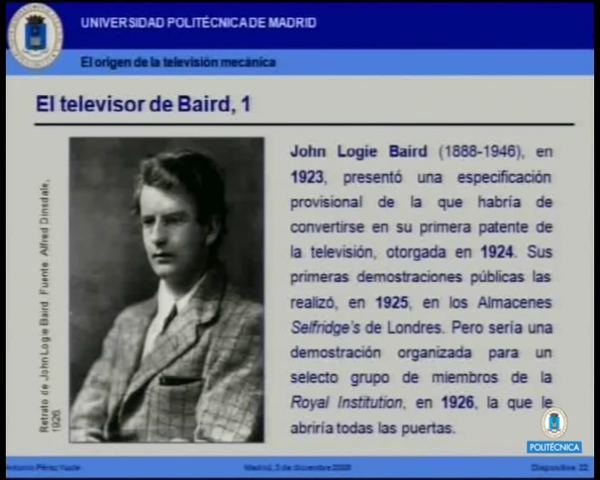 UNIVERSIDAD POLITÉCNICA DE MADRID
El origen de la televisión mecánica
El televisor de Baird, 1
John Logie Baird (1888-1946), en
1923, presentó una especificación
provisional de la que habría de
convertirse en su primera patente de
la televisión, otorgada en 1924. Sus
primeras demostraciones públicas las
realizó, en 1925, en los Almacenes
Selfridge's de Londres. Pero sería una
demostración organizada para un
selecto grupo de miembros de la
Royal Institution, en 1926, la que le
abriría todas las puertas.
Retrato de John Logie Baird. Fuente: Alfred Dinsdale,
1926.
POLITÉCNICA
Antonio Pérez Yuste
Madrid, 3 de diciembre 2009
Diapositiva 22